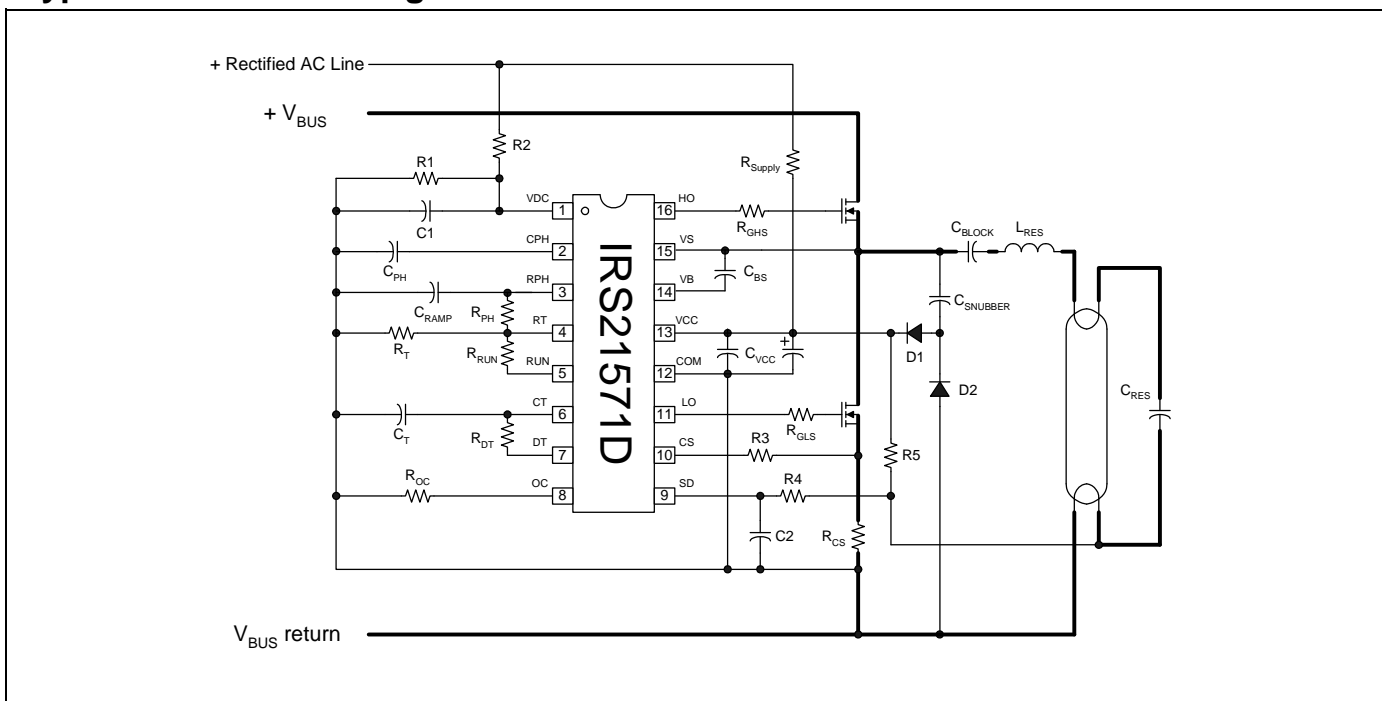 + Rectified AC Line
+ VBUS
R2
R1
RSupply
VDC
HO
1
16
C1
RGHS
CPH
VS
2
15
CPH
CBS
CBLOCK
LRES
RPH
VB
3
14
CRAMP
RPH
CSNUBBER
RT
VCC
4
13
RT
RRUN
CVCC
+
D1
RUN
COM
5
12
D2
CRES
CT
LO
6
11
CT
RDT
RGLS
DT
CS
7
10
R3
R5
ROC
OC
SD
8
9
R4
IRS21571D
C2
RCS
VBUS return